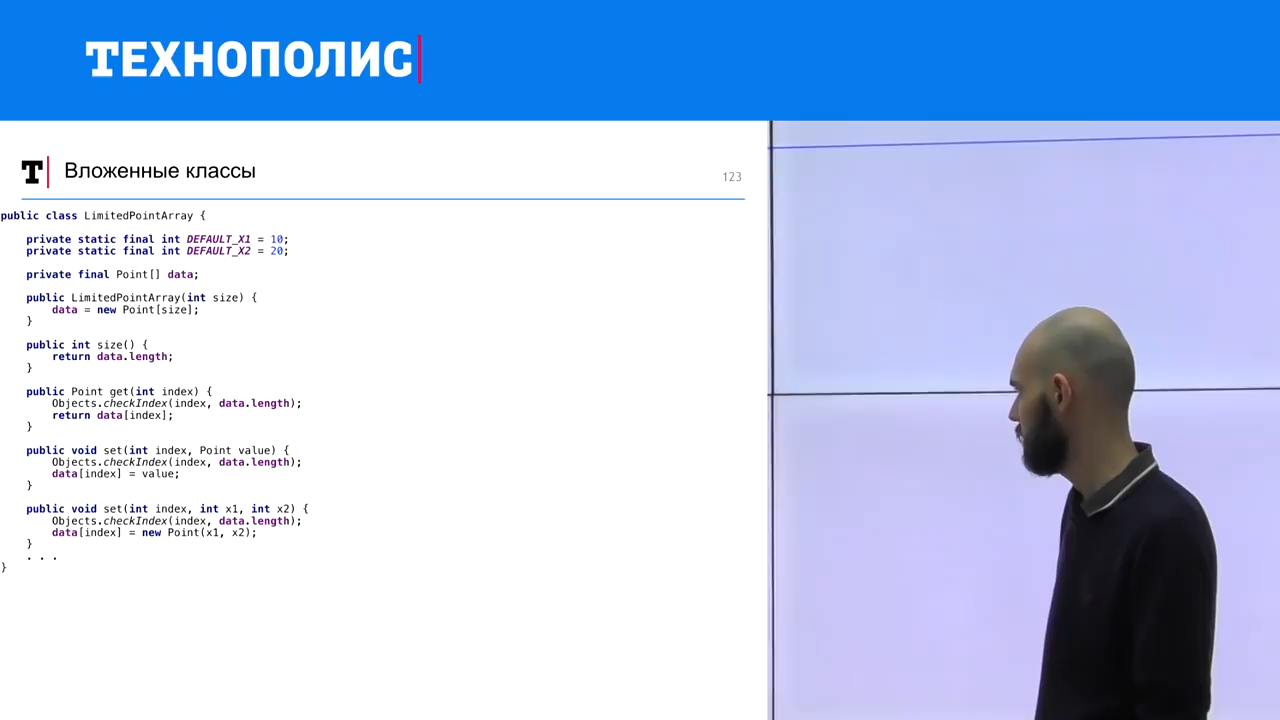 ТЕХНОПОЛИС
Т Вложенные классы
123
public class LimitedPointArray {
private static final int DEFAULT_X1 = 10;
private static final int DEFAULT_X2 = 20;
private final Point[] data;
public LimitedPointArray(int size) {
data = new Point[size];
}
public int size() {
return data.length;
}
public Point get(int index) {
Objects.checkIndex(index, data.length);
return data[index];
}
public void set(int index, Point value) {
Objects.checkIndex(index, data.length);
data[index] = value;
}
public void set(int index, int x1, int x2) {
Objects.checkIndex(index, data.length);
data[index] = new Point(x1, x2);
}
. . .
}